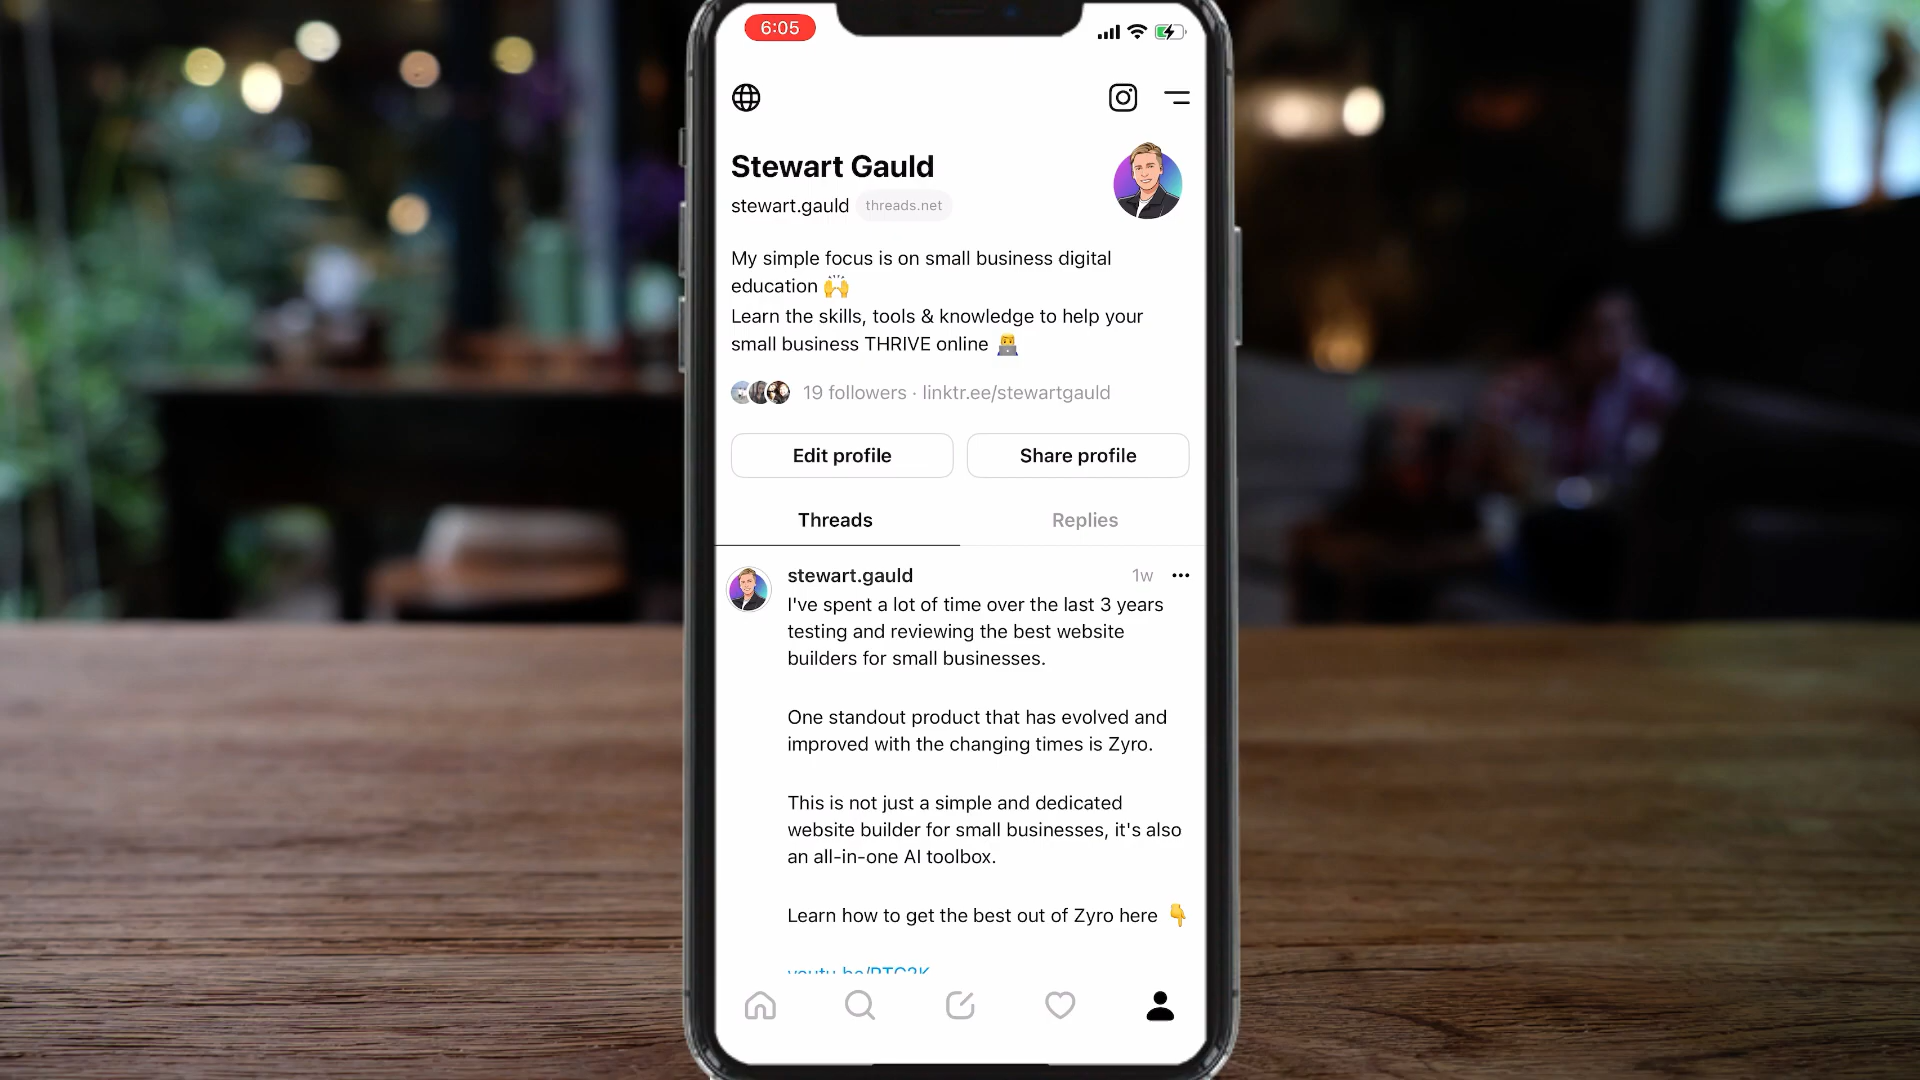 6:05
Stewart Gauld
stewart.gauld threads.net
My simple focus is on small business digital
education 🙌
Learn the skills, tools & knowledge to help your
small business THRIVE online 👨‍💻
19 followers · linktr.ee/stewartgauld
Edit profile Share profile
Threads Replies
stewart.gauld 1w
I've spent a lot of time over the last 3 years
testing and reviewing the best website
builders for small businesses.
One standout product that has evolved and
improved with the changing times is Zyro.
This is not just a simple and dedicated
website builder for small businesses, it's also
an all-in-one AI toolbox.
Learn how to get the best out of Zyro here 👇